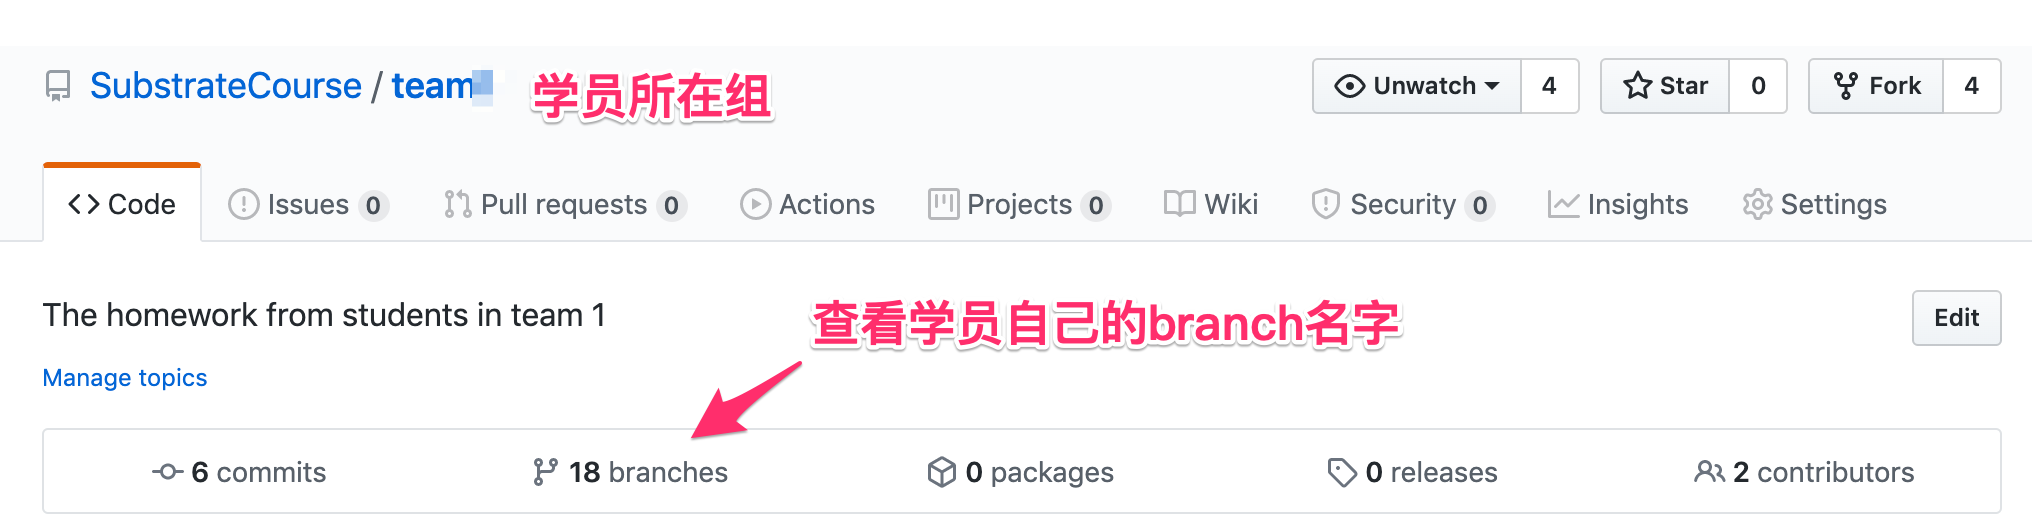 SubstrateCourse / team 学员所在组 Unwatch 4 Star 0 Fork 4
Code Issues 0 Pull requests 0 Actions Projects 0 Wiki Security 0 Insights Settings
The homework from students in team 1
查看学员自己的branch名字
Edit
Manage topics
6 commits 18 branches 0 packages 0 releases 2 contributors